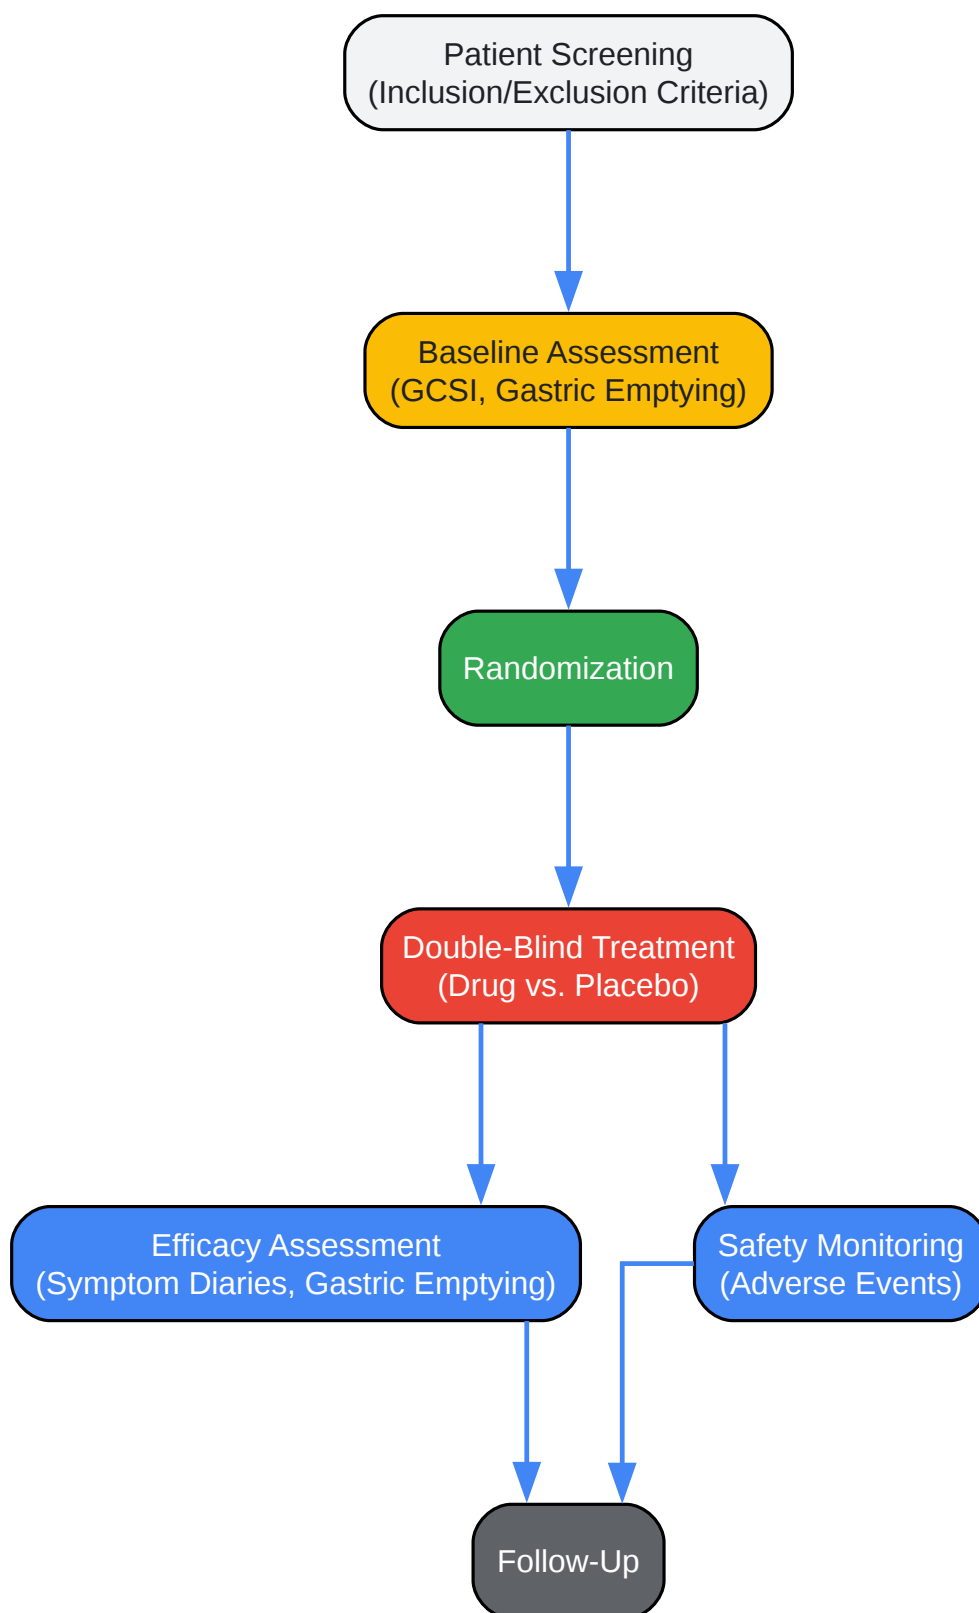 Patient Screening
(Inclusion/Exclusion Criteria)
Baseline Assessment
(GCSI, Gastric Emptying)
Randomization
Double-Blind Treatment
(Drug vs. Placebo)
Efficacy Assessment
(Symptom Diaries, Gastric Emptying)
Safety Monitoring
(Adverse Events)
Follow-Up